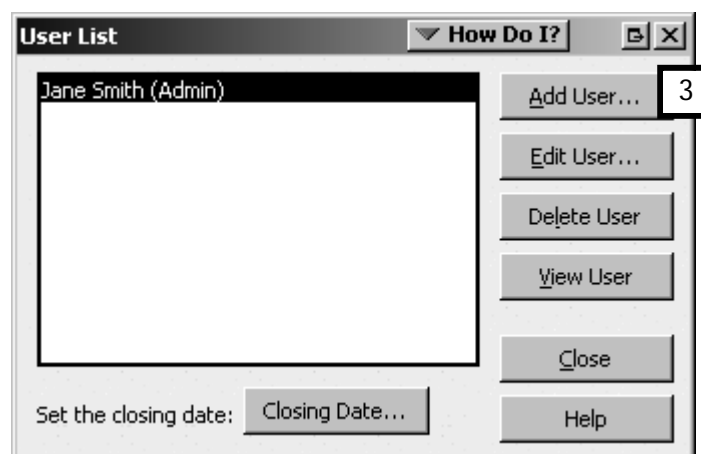 User List
How Do I?
Jane Smith (Admin)
Add User...
3
Edit User...
Delete User
View User
Close
Set the closing date:
Closing Date...
Help